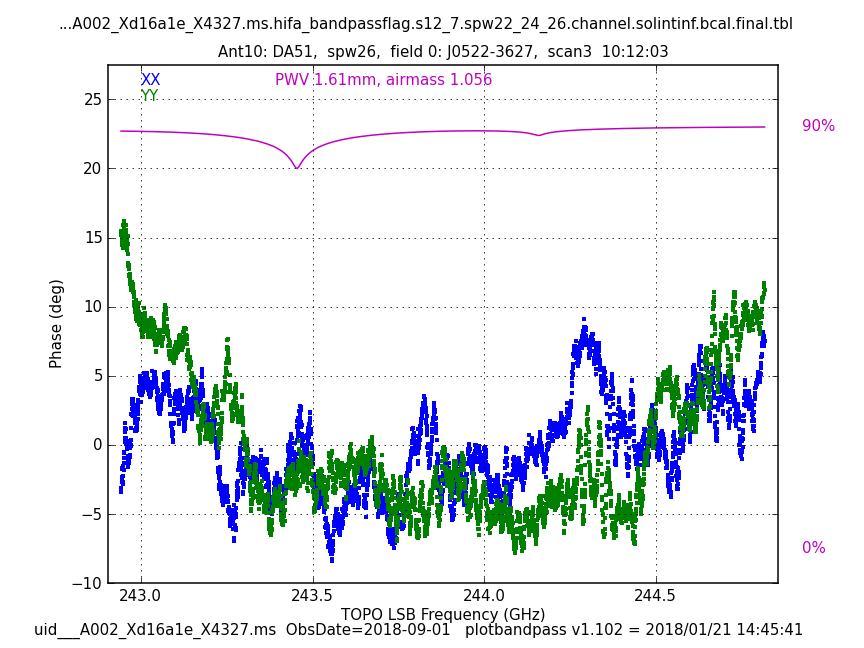 ...A002_Xd16a1e_X4327.ms.hifa_bandpassflag.s12_7.spw22_24_26.channel.solintinf.bcal.final.tbl
Ant10: DA51, spw26, field 0: J0522-3627, scan3 10:12:03
XX
PWV 1.61mm, airmass 1.056
YY
25
90%
20
15
10
5
0
−5
0%
−10
Phase (deg)
243.0 243.5 244.0 244.5
TOPO LSB Frequency (GHz)
uid___A002_Xd16a1e_X4327.ms ObsDate=2018-09-01 plotbandpass v1.102 = 2018/01/21 14:45:41